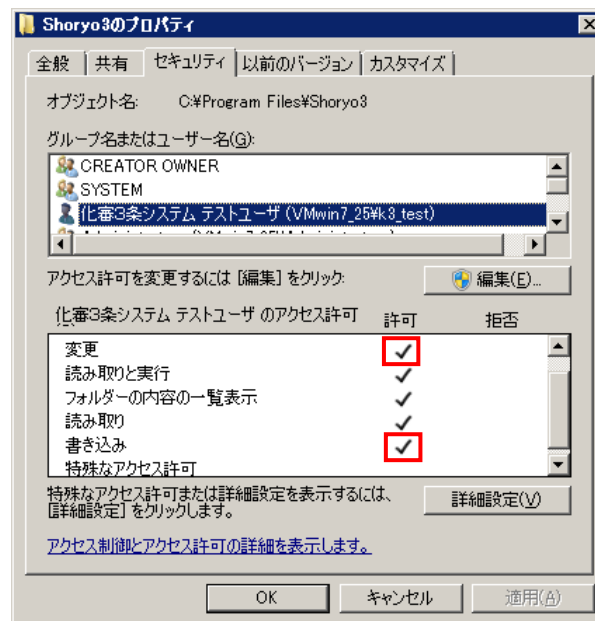 Shoryo3のプロパティ
全般 共有 セキュリティ 以前のバージョン カスタマイズ
オブジェクト名: C:¥Program Files¥Shoryo3
グループ名またはユーザー名(G):
CREATOR OWNER
SYSTEM
化審3条システム テストユーザ (VMwin7_25¥k3_test)
アクセス許可を変更するには [編集] をクリック: 編集(E)...
化審3条システム テストユーザ のアクセス許可 許可 拒否
変更
読み取りと実行
フォルダーの内容の一覧表示
読み取り
書き込み
特殊なアクセス許可
特殊なアクセス許可または詳細設定を表示するには、
[詳細設定] をクリックします。 詳細設定(V)
アクセス制御とアクセス許可の詳細を表示します。
OK キャンセル 適用(A)